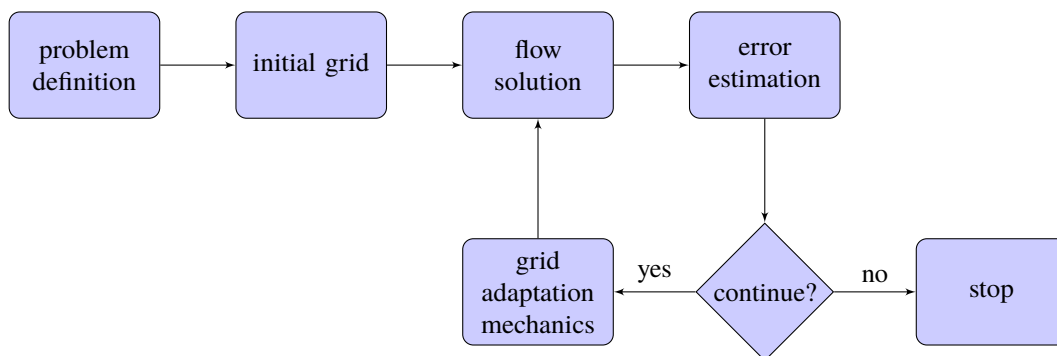 problem
definition
initial grid
flow
solution
error
estimation
grid
adaptation
mechanics
yes
continue?
no
stop